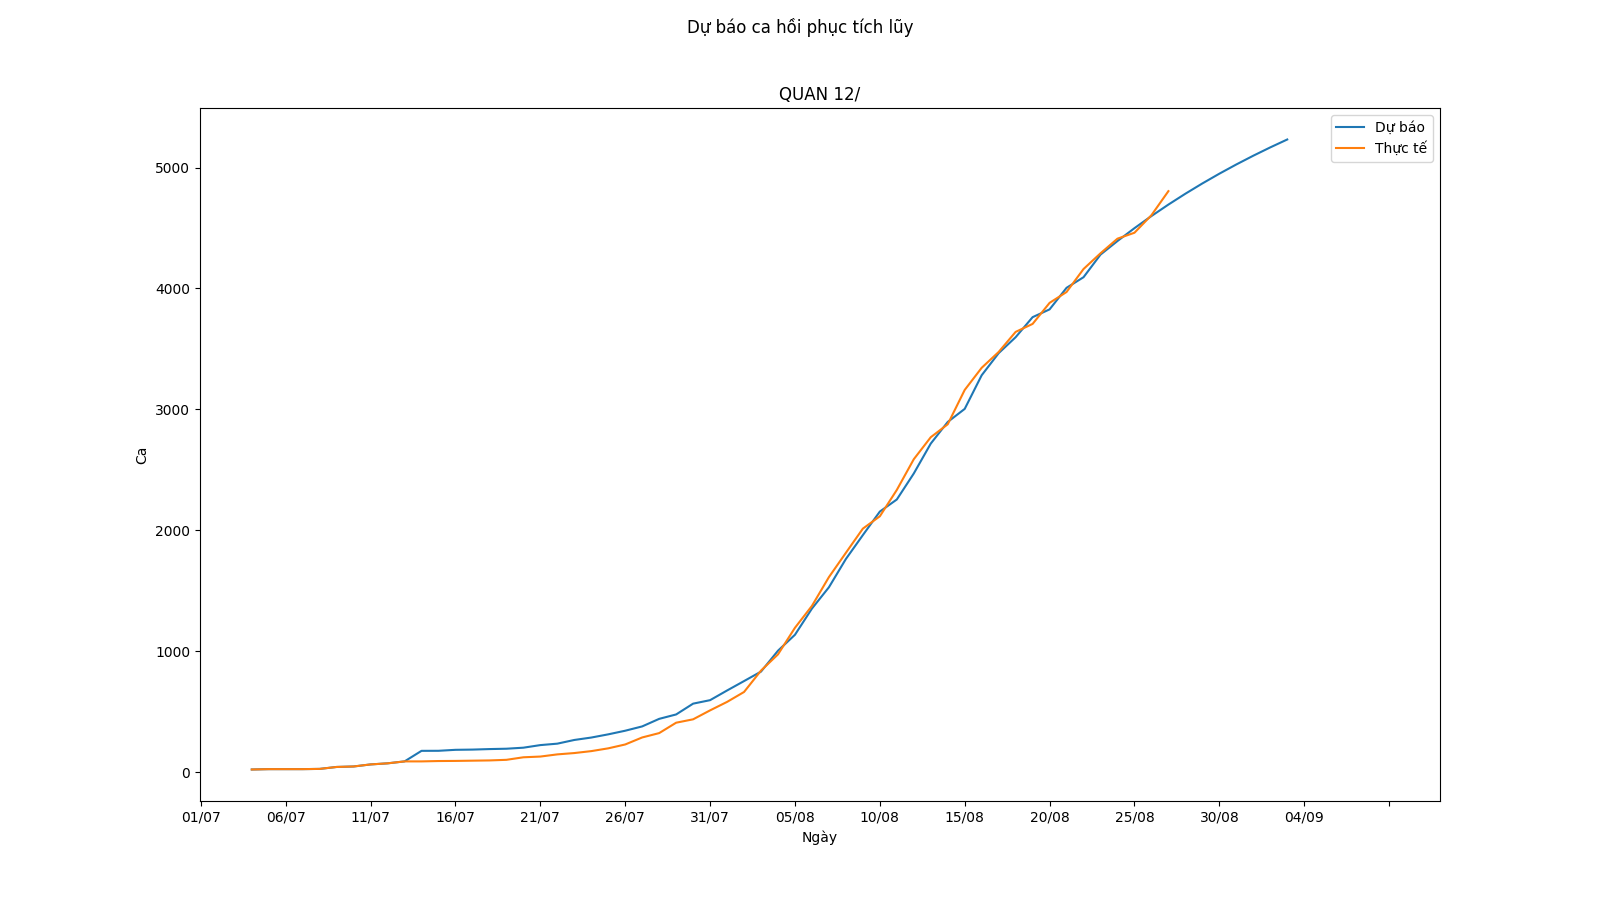 Dự báo ca hồi phục tích lũy
QUAN 12/
Dự báo
Thực tế
5000
4000
3000
2000
1000
0
Ca
01/07 06/07 11/07 16/07 21/07 26/07 31/07 05/08 10/08 15/08 20/08 25/08 30/08 04/09
Ngày